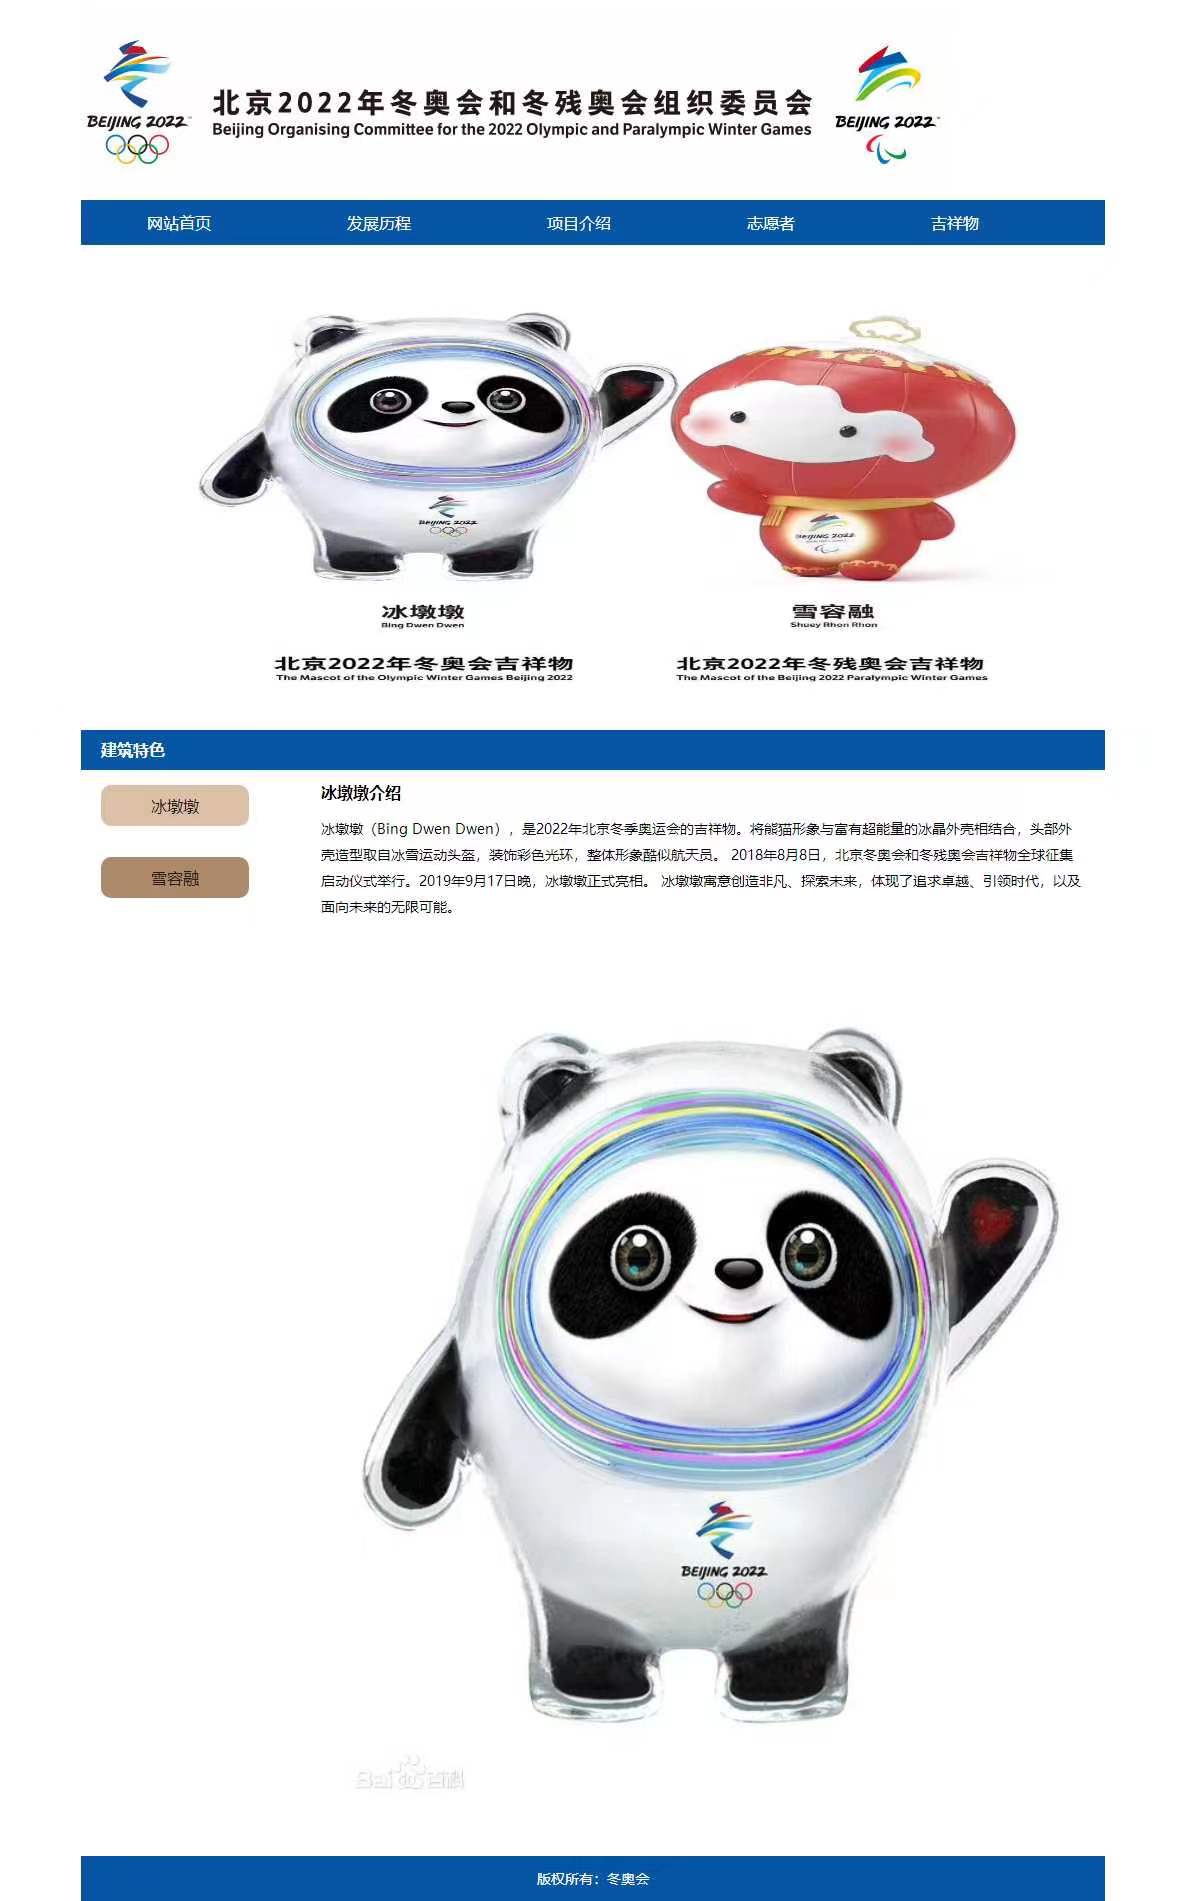 北京2022年冬奥会和冬残奥会组织委员会
Beijing Organising Committee for the 2022 Olympic and Paralympic Winter Games
BEIJING 2022™
BEIJING 2022™
网站首页 发展历程 项目介绍 志愿者 吉祥物
BEIJING 2022
BEIJING 2022
冰墩墩
Bing Dwen Dwen
雪容融
Shuey Rhon Rhon
北京2022年冬奥会吉祥物
The Mascot of the Olympic Winter Games Beijing 2022
北京2022年冬残奥会吉祥物
The Mascot of the Beijing 2022 Paralympic Winter Games
建筑特色
冰墩墩
雪容融
冰墩墩介绍
冰墩墩（Bing Dwen Dwen），是2022年北京冬季奥运会的吉祥物。将熊猫形象与富有超能量的冰晶外壳相结合，头部外
壳造型取自冰雪运动头盔，装饰彩色光环，整体形象酷似航天员。 2018年8月8日，北京冬奥会和冬残奥会吉祥物全球征集
启动仪式举行。2019年9月17日晚，冰墩墩正式亮相。 冰墩墩寓意创造非凡、探索未来，体现了追求卓越、引领时代，以及
面向未来的无限可能。
BEIJING 2022
Bai du 百科
版权所有：冬奥会